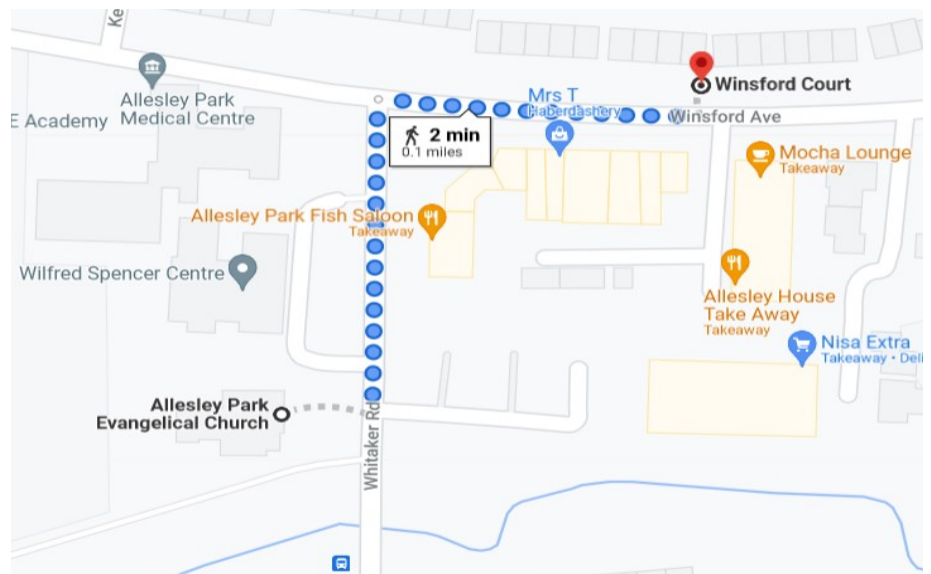 Ke
Allesley Park
Medical Centre
E Academy
Mrs T
Haberdashery
Winsford Court
Winsford Ave
2 min
0.1 miles
Mocha Lounge
Takeaway
Allesley Park Fish Saloon
Takeaway
Wilfred Spencer Centre
Allesley House
Take Away
Takeaway
Nisa Extra
Takeaway • Deli
Allesley Park
Evangelical Church
Whitaker Rd